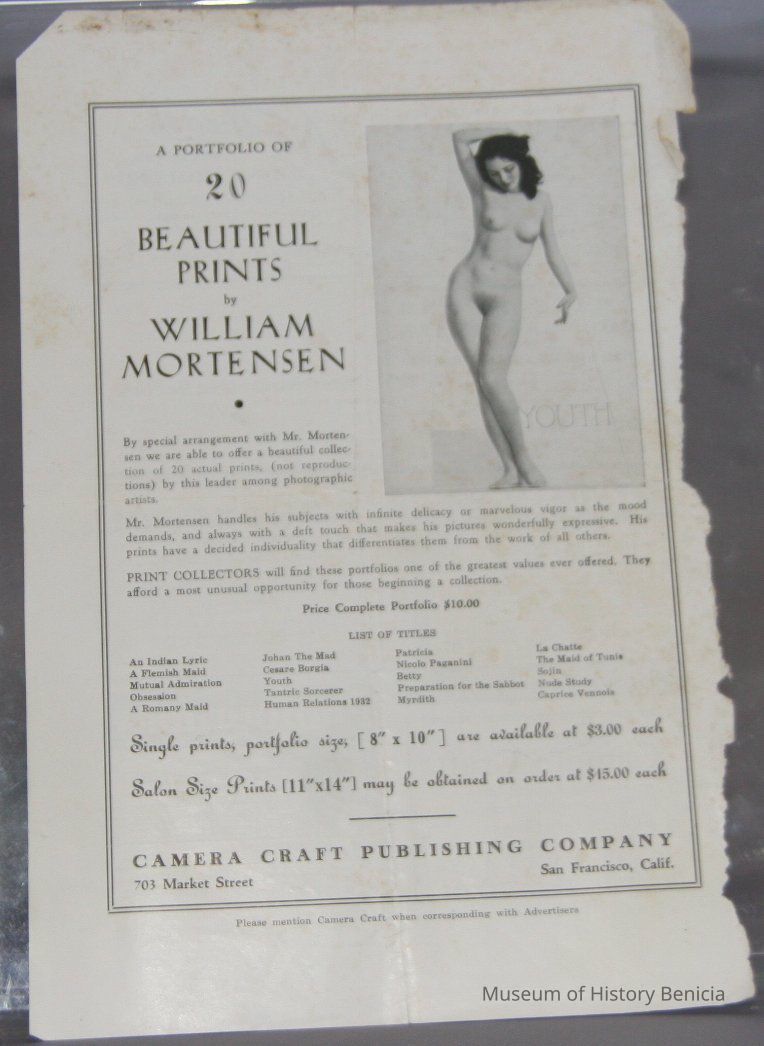 A PORTFOLIO OF
20
BEAUTIFUL
PRINTS
by
WILLIAM
MORTENSEN
YOUTH
By special arrangement with Mr. Morten-
sen we are able to offer a beautiful collec-
tion of 20 actual prints, (not reproduc-
tions) by this leader among photographic
artists.
Mr. Mortensen handles his subjects with infinite delicacy or marvelous vigor as the mood
demands, and always with a deft touch that makes his pictures wonderfully expressive. His
prints have a decided individuality that differentiates them from the work of all others.
PRINT COLLECTORS will find these portfolios one of the greatest values ever offered. They
afford a most unusual opportunity for those beginning a collection.
Price Complete Portfolio $10.00
LIST OF TITLES
An Indian Lyric
A Flemish Maid
Mutual Admiration
Obsession
A Romany Maid
Johan The Mad
Cesare Borgia
Youth
Tantric Sorcerer
Human Relations 1932
Patricia
Nicolo Paganini
Betty
Preparation for the Sabbot
Myrdith
La Chatte
The Maid of Tunis
Sojin
Nude Study
Caprice Vennois
Single prints, portfolio size, [8" x 10"] are available at $3.00 each
Salon Size Prints [11"x14"] may be obtained on order at $15.00 each
CAMERA CRAFT PUBLISHING COMPANY
703 Market Street San Francisco, Calif.
Please mention Camera Craft when corresponding with Advertisers
Museum of History Benicia